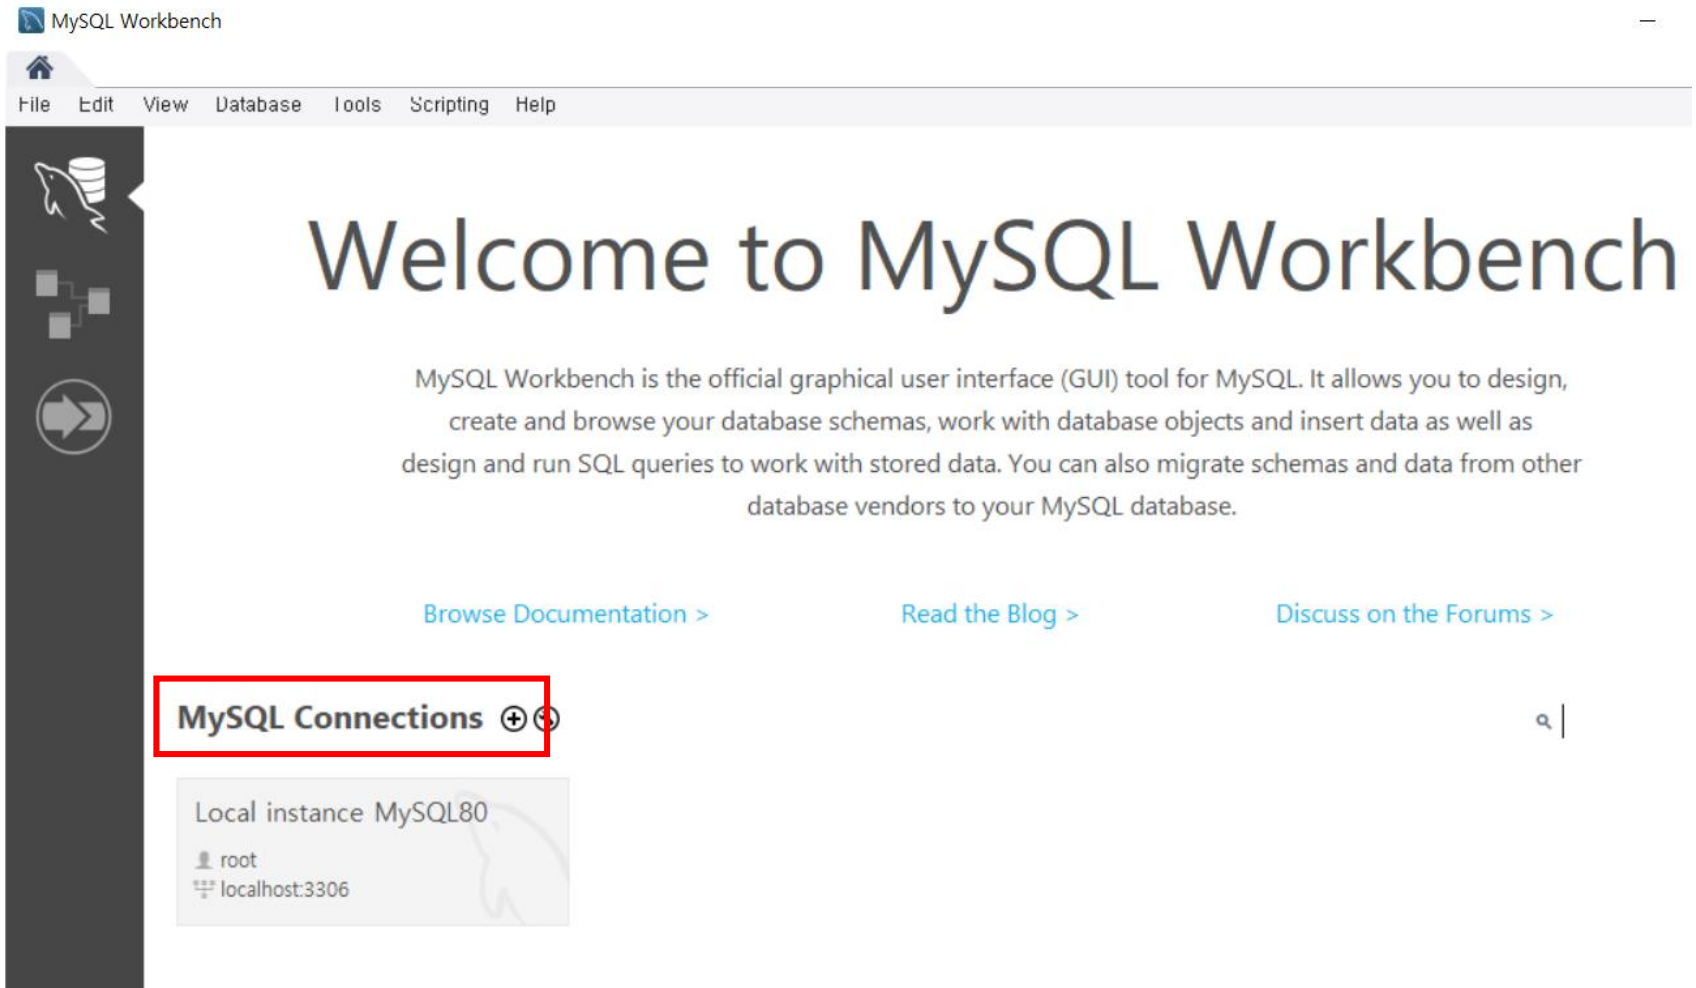 MySQL Workbench
File Edit View Database Tools Scripting Help
Welcome to MySQL Workbench
MySQL Workbench is the official graphical user interface (GUI) tool for MySQL. It allows you to design,
create and browse your database schemas, work with database objects and insert data as well as
design and run SQL queries to work with stored data. You can also migrate schemas and data from other
database vendors to your MySQL database.
Browse Documentation > Read the Blog > Discuss on the Forums >
MySQL Connections
Local instance MySQL80
root
localhost:3306